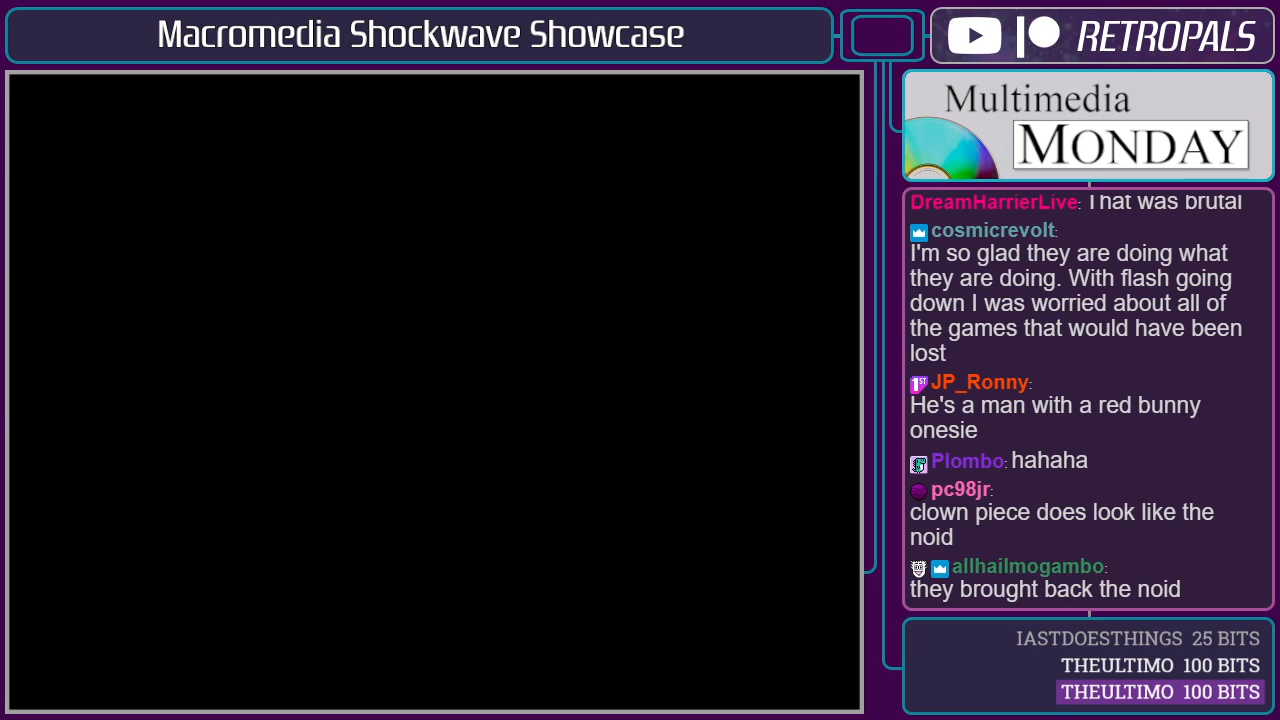 Macromedia Shockwave Showcase
RETROPALS
Multimedia
MONDAY
DreamHarrierLive: That was brutal
cosmicrevolt:
I'm so glad they are doing what
they are doing. With flash going
down I was worried about all of
the games that would have been
lost
1ST JP_Ronny:
He's a man with a red bunny
onesie
Plombo: hahaha
pc98jr:
clown piece does look like the
noid
allhailmogambo:
they brought back the noid
IASTDOESTHINGS 25 BITS
THEULTIMO 100 BITS
THEULTIMO 100 BITS